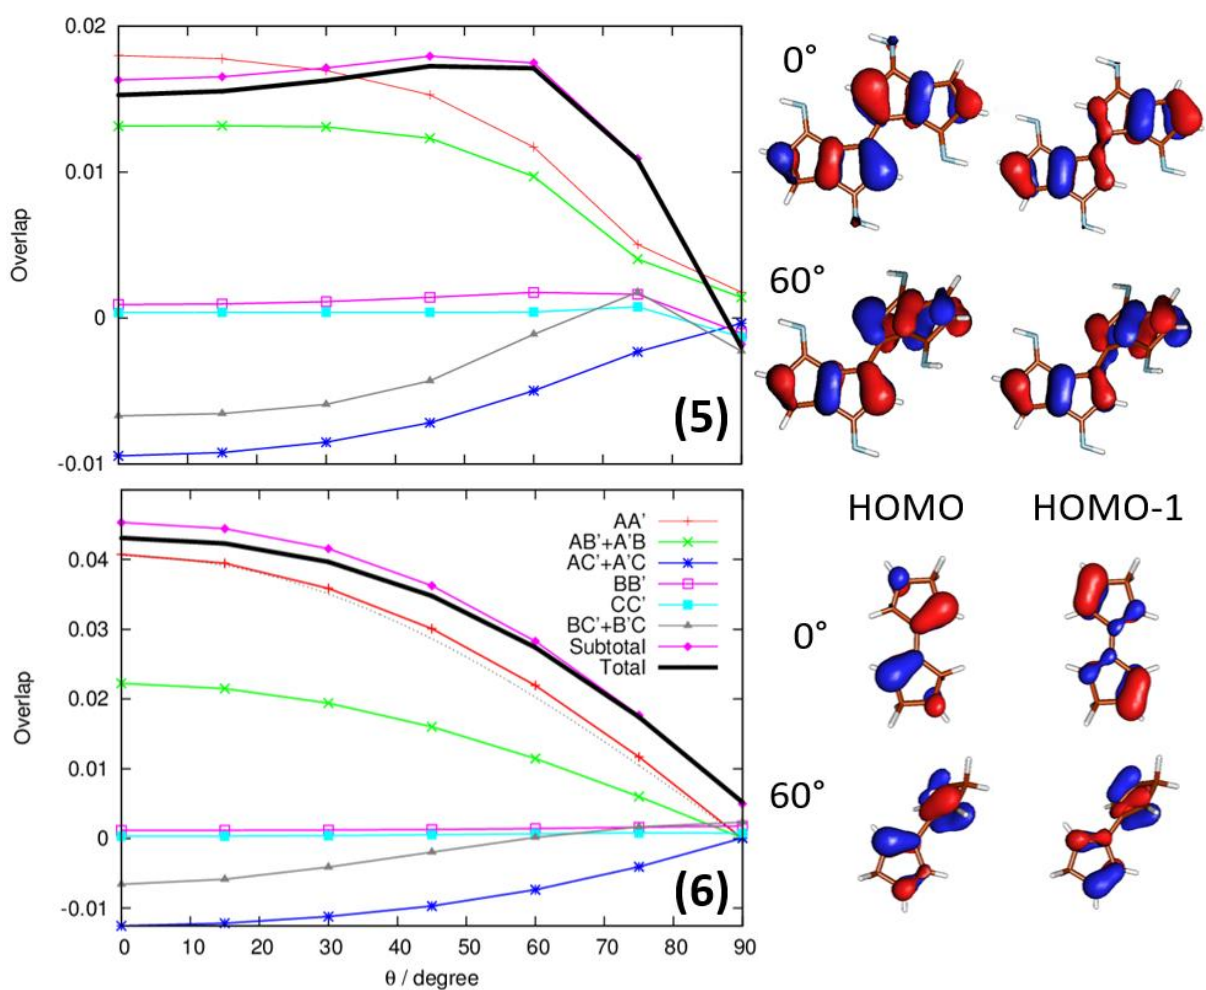 0.02
0.01
0
-0.01
Overlap
(5)
0°
60°
HOMO HOMO-1
0.04
0.03
0.02
0.01
0
-0.01
Overlap
AA'
AB'+A'B
AC'+A'C
BB'
CC'
BC'+B'C
Subtotal
Total
(6)
0 10 20 30 40 50 60 70 80 90
θ / degree
0°
60°